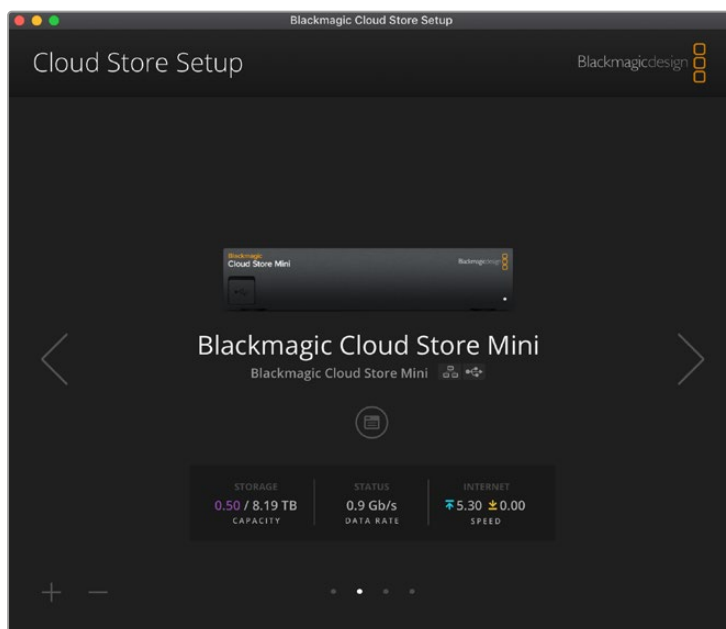 Blackmagic Cloud Store Setup
Cloud Store Setup
Blackmagicdesign
Blackmagic
Cloud Store Mini
Blackmagicdesign
Blackmagic Cloud Store Mini
Blackmagic Cloud Store Mini
STORAGE
0.50 / 8.19 TB
CAPACITY
STATUS
0.9 Gb/s
DATA RATE
INTERNET
5.30 0.00
SPEED